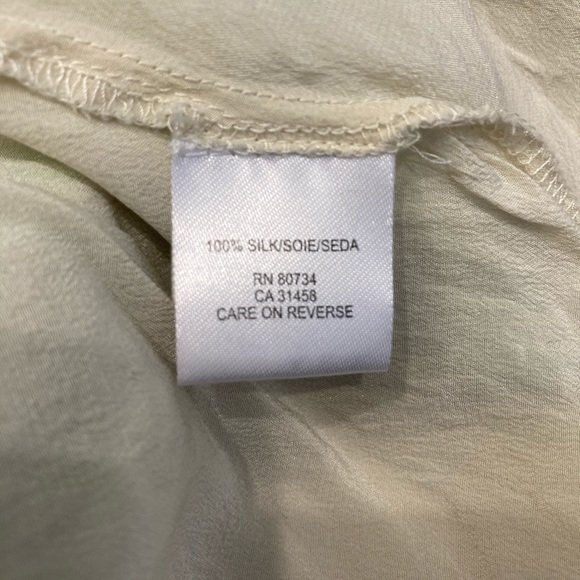 100% SILK/SOIE/SEDA
RN 80734
CA 31458
CARE ON REVERSE